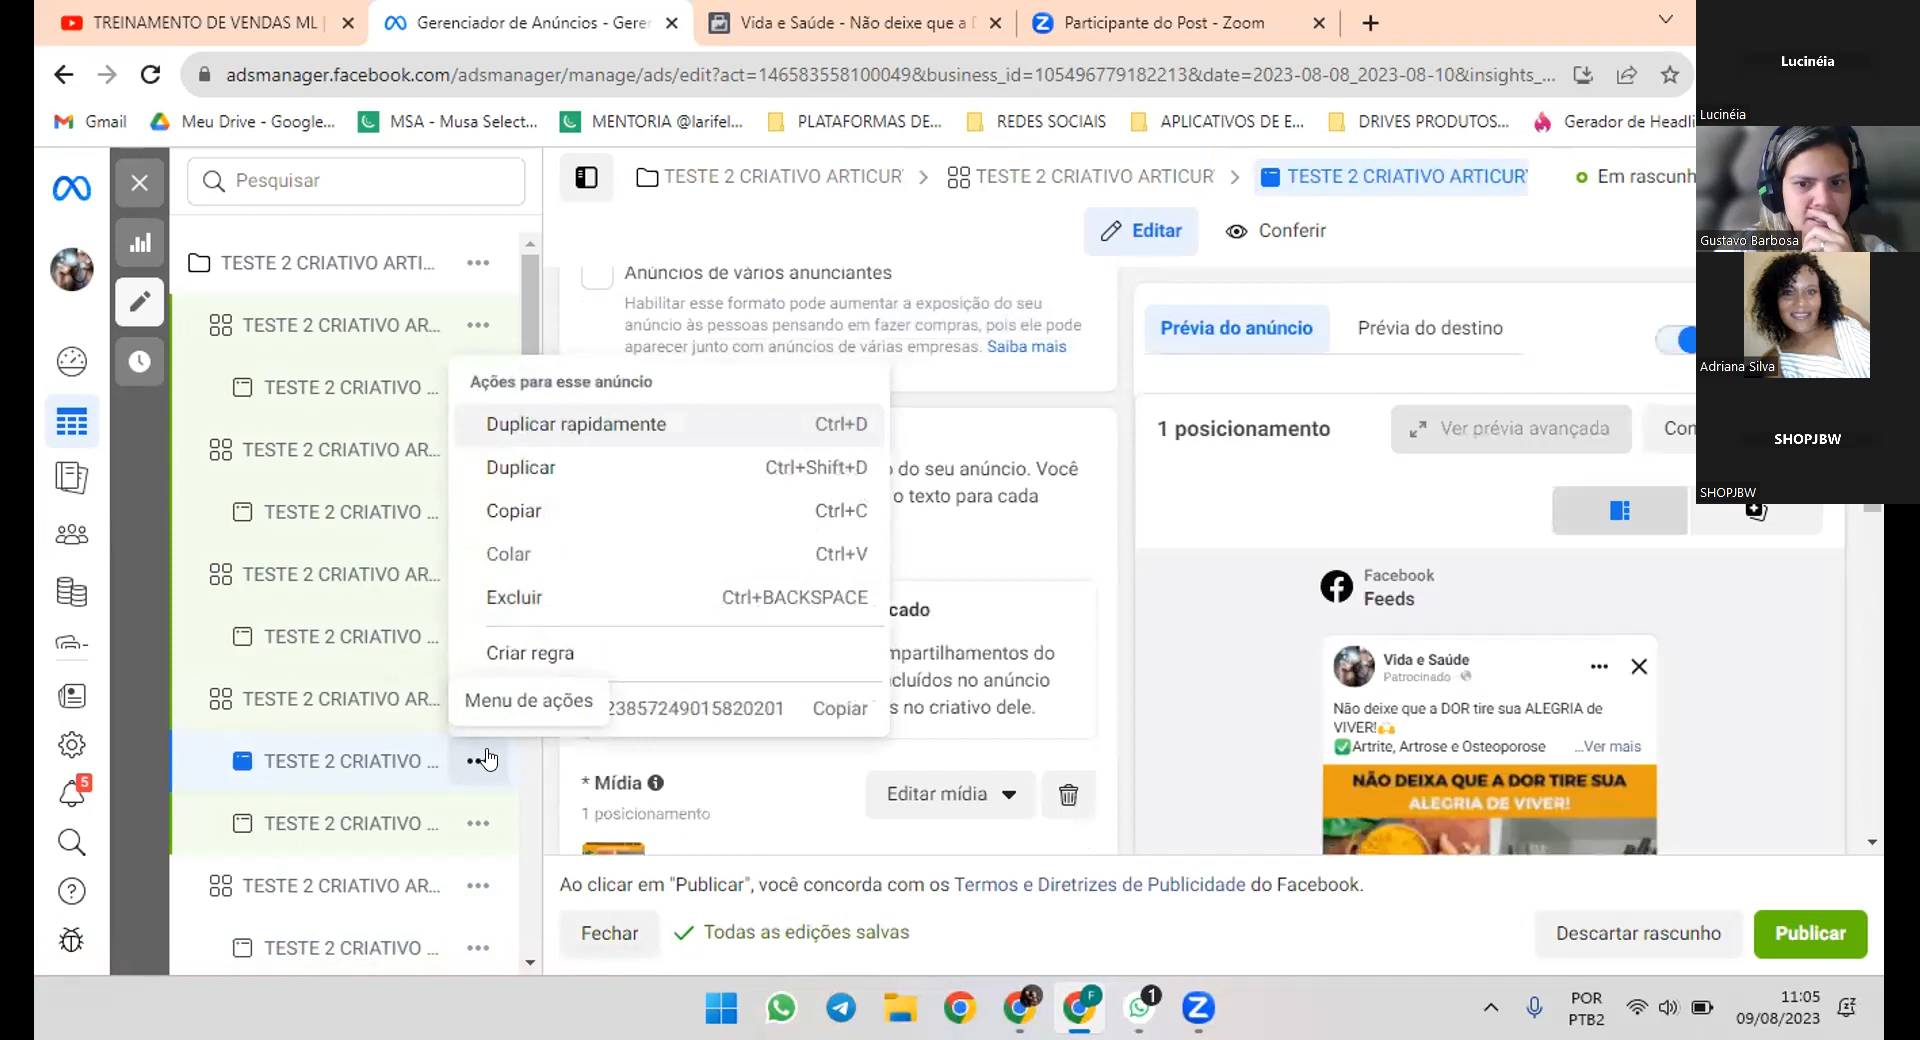 TREINAMENTO DE VENDAS ML |
Gerenciador de Anúncios - Geren
Vida e Saúde - Não deixe que a D
Participante do Post - Zoom
adsmanager.facebook.com/adsmanager/manage/ads/edit?act=146583558100049&business_id=105496779182213&date=2023-08-08_2023-08-10&insights_...
Gmail
Meu Drive - Google...
MSA - Musa Select...
MENTORIA @larifel...
PLATAFORMAS DE...
REDES SOCIAIS
APLICATIVOS DE E...
DRIVES PRODUTOS...
Gerador de Headli
Lucinéia
Lucinéia
Gustavo Barbosa
Adriana Silva
SHOPJBW
SHOPJBW
Pesquisar
TESTE 2 CRIATIVO ARTICUR
TESTE 2 CRIATIVO ARTICUR
TESTE 2 CRIATIVO ARTICUR
Em rascunh
Editar
Conferir
TESTE 2 CRIATIVO ARTI...
TESTE 2 CRIATIVO AR...
TESTE 2 CRIATIVO ...
TESTE 2 CRIATIVO AR...
TESTE 2 CRIATIVO ...
TESTE 2 CRIATIVO AR...
TESTE 2 CRIATIVO ...
TESTE 2 CRIATIVO AR...
TESTE 2 CRIATIVO ...
TESTE 2 CRIATIVO ...
TESTE 2 CRIATIVO AR...
TESTE 2 CRIATIVO ...
5
Anúncios de vários anunciantes
Habilitar esse formato pode aumentar a exposição do seu
anúncio às pessoas pensando em fazer compras, pois ele pode
aparecer junto com anúncios de várias empresas. Saiba mais
Ações para esse anúncio
Duplicar rapidamente Ctrl+D
Duplicar Ctrl+Shift+D
Copiar Ctrl+C
Colar Ctrl+V
Excluir Ctrl+BACKSPACE
Criar regra
Menu de ações
23857249015820201 Copiar
do seu anúncio. Você
o texto para cada
cado
mpartilhamentos do
cluídos no anúncio
s no criativo dele.
* Mídia
1 posicionamento
Editar mídia
Prévia do anúncio
Prévia do destino
1 posicionamento
Ver prévia avançada
Con
Facebook
Feeds
Vida e Saúde
Patrocinado
Não deixe que a DOR tire sua ALEGRIA de
VIVER!🙌
✅Artrite, Artrose e Osteoporose ...Ver mais
NÃO DEIXA QUE A DOR TIRE SUA
ALEGRIA DE VIVER!
Ao clicar em "Publicar", você concorda com os Termos e Diretrizes de Publicidade do Facebook.
Fechar
Todas as edições salvas
Descartar rascunho
Publicar
F
1
POR
PTB2
11:05
09/08/2023